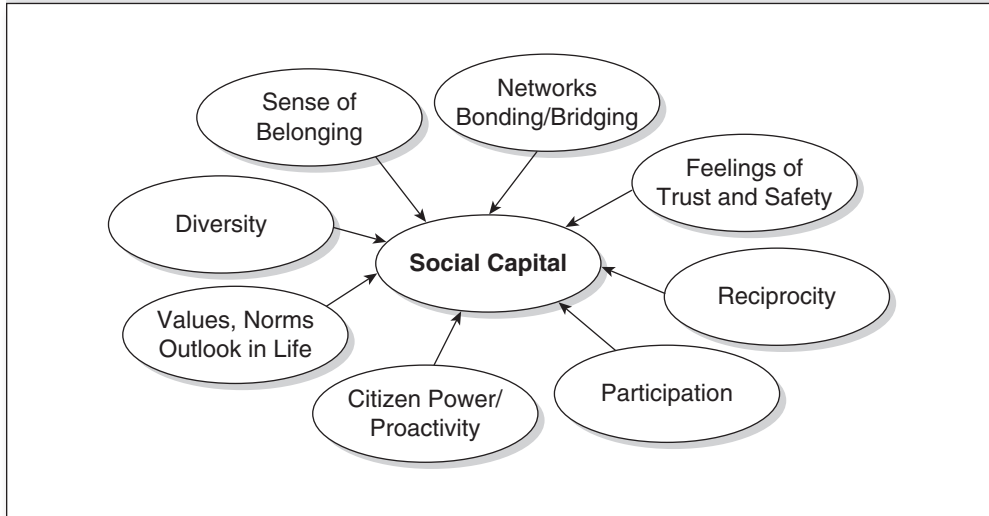 Networks
Bonding/Bridging
Sense of
Belonging
Feelings of
Trust and Safety
Diversity
Social Capital
Reciprocity
Values, Norms
Outlook in Life
Citizen Power/
Proactivity
Participation